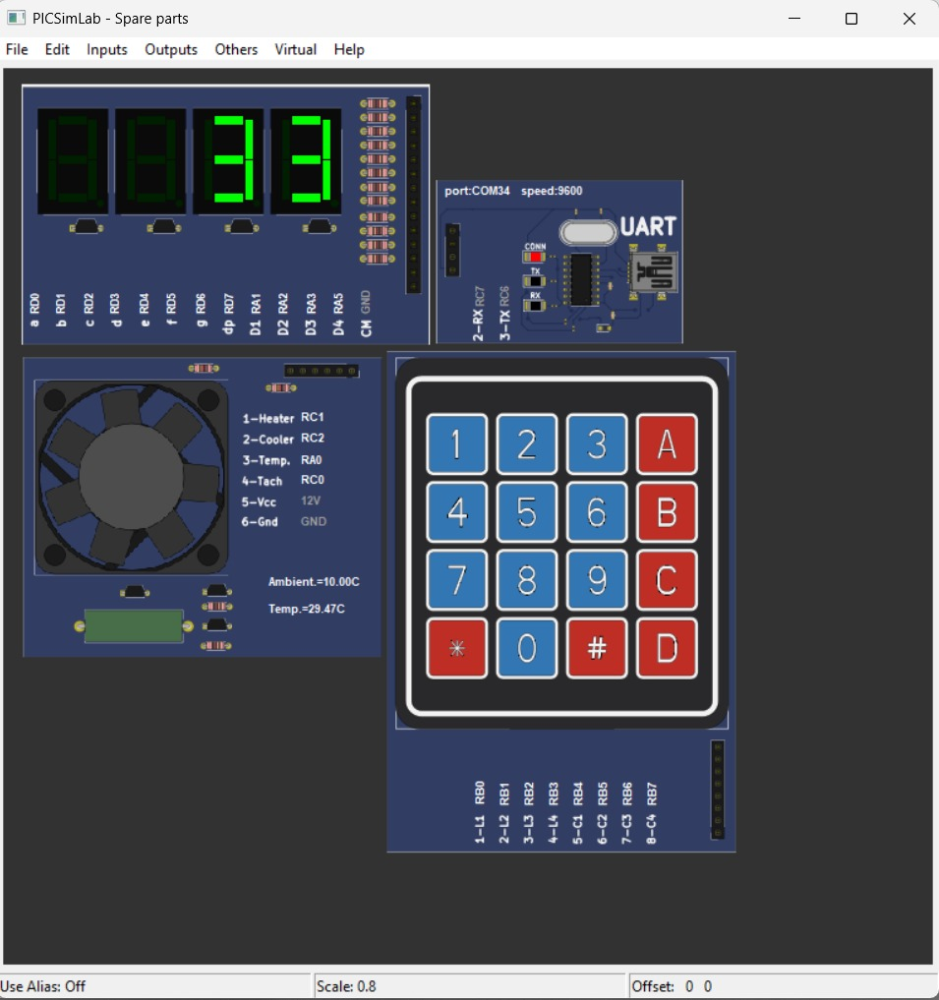 PICSimLab - Spare parts
File Edit Inputs Outputs Others Virtual Help
33
a RD0
b RD1
c RD2
d RD3
e RD4
f RD5
g RD6
dp RD7
D1 RA1
D2 RA2
D3 RA3
D4 RA5
CM GND
port:COM34 speed:9600
UART
CONN
TX
RX
2-RX RC7
3-TX RC6
1-Heater RC1
2-Cooler RC2
3-Temp. RA0
4-Tach RC0
5-Vcc 12V
6-Gnd GND
Ambient.=10.00C
Temp.=29.47C
1 2 3 A
4 5 6 B
7 8 9 C
* 0 # D
1-L1 RB0
2-L2 RB1
3-L3 RB2
4-L4 RB3
5-C1 RB4
6-C2 RB5
7-C3 RB6
8-C4 RB7
Use Alias: Off
Scale: 0.8
Offset: 0 0